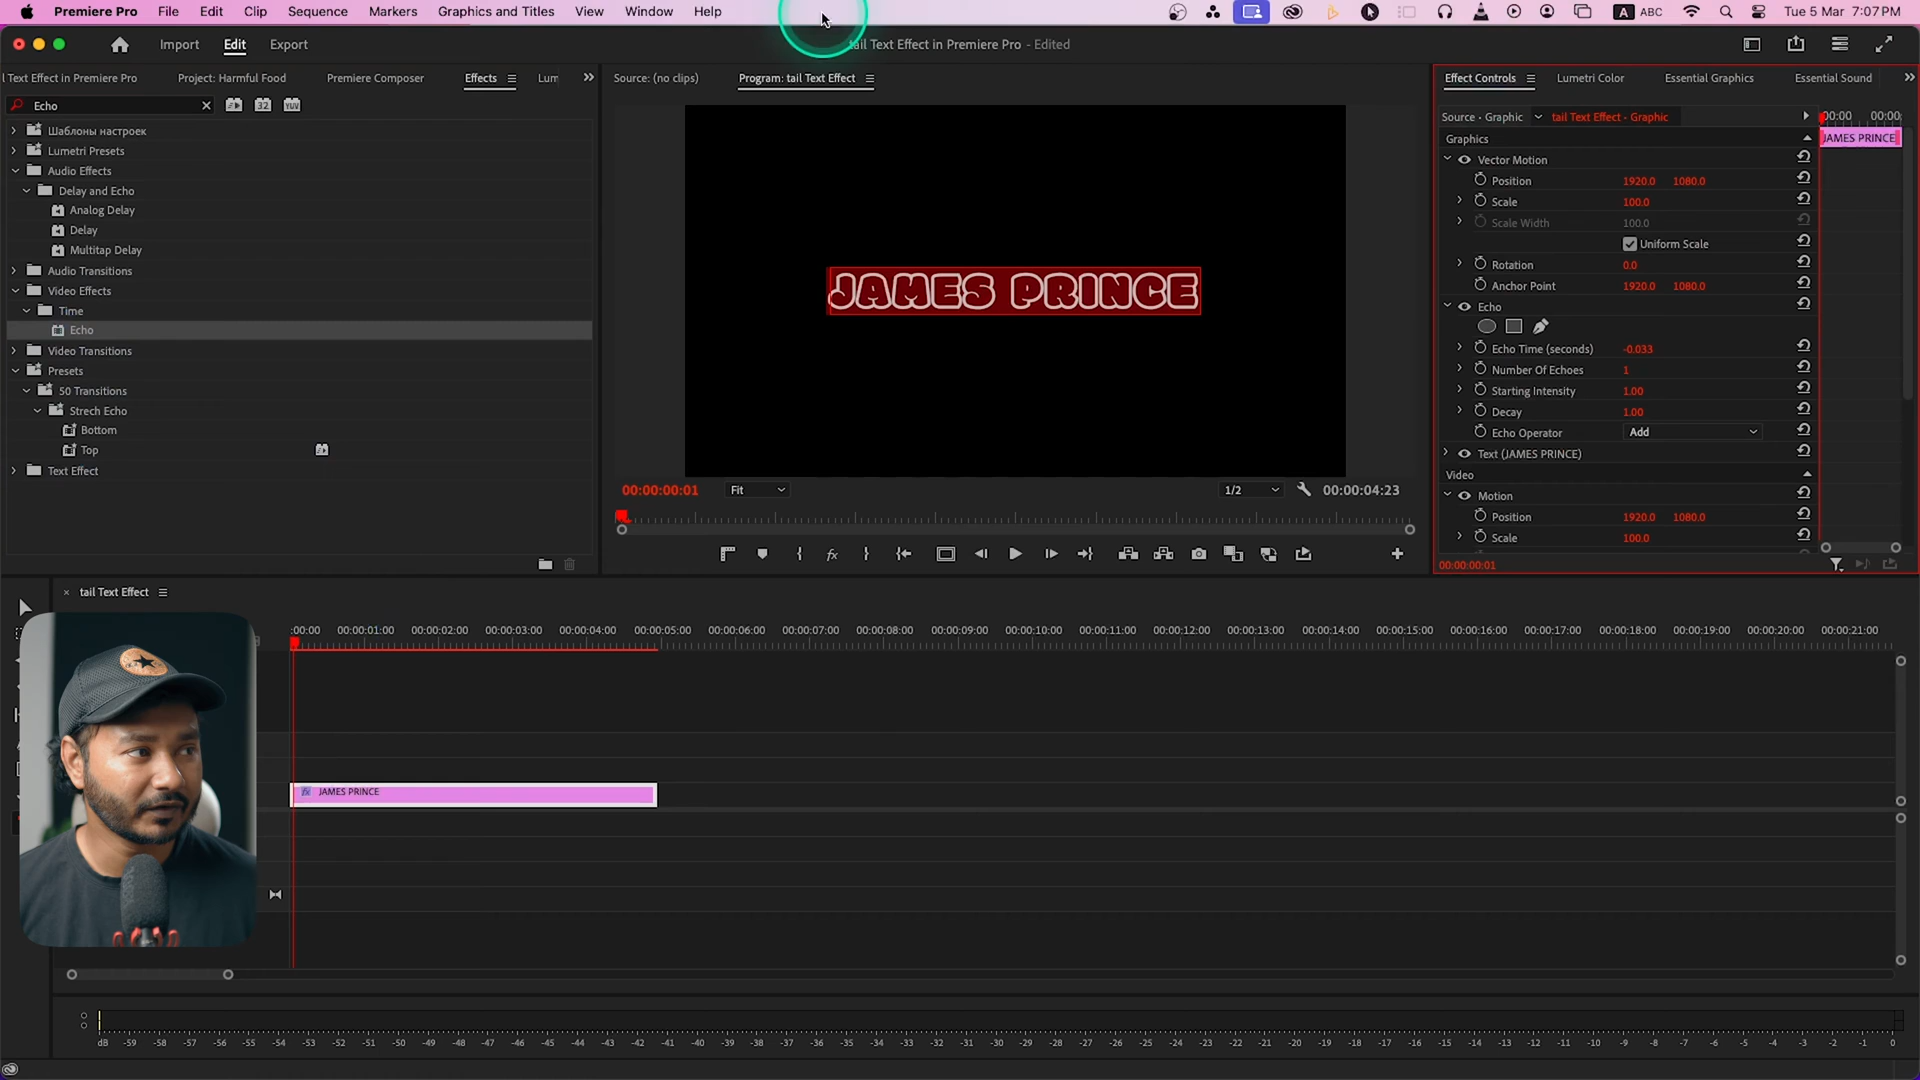 Premiere Pro File Edit Clip Sequence Markers Graphics and Titles View Window Help A ABC Tue 5 Mar 7:07 PM
Import Edit Export tail Text Effect in Premiere Pro - Edited
l Text Effect in Premiere Pro Project: Harmful Food Premiere Composer Effects Lum
Source: (no clips) Program: tail Text Effect
Effect Controls Lumetri Color Essential Graphics Essential Sound
Echo 32 YUV
Шаблоны настроек
Lumetri Presets
Audio Effects
Delay and Echo
Analog Delay
Delay
Multitap Delay
Audio Transitions
Video Effects
Time
Echo
Video Transitions
Presets
50 Transitions
Strech Echo
Bottom
Top
Text Effect
JAMES PRINCE
00:00:00:01 Fit 1/2 00:00:04:23
fx
Source · Graphic tail Text Effect · Graphic 00:00 00:00
Graphics JAMES PRINCE
Vector Motion
Position 1920.0 1080.0
Scale 100.0
Scale Width 100.0
Uniform Scale
Rotation 0.0
Anchor Point 1920.0 1080.0
Echo
Echo Time (seconds) -0.033
Number Of Echoes 1
Starting Intensity 1.00
Decay 1.00
Echo Operator Add
Text (JAMES PRINCE)
Video
Motion
Position 1920.0 1080.0
Scale 100.0
00:00:00:01
× tail Text Effect
:00:00 00:00:01:00 00:00:02:00 00:00:03:00 00:00:04:00 00:00:05:00 00:00:06:00 00:00:07:00 00:00:08:00 00:00:09:00 00:00:10:00 00:00:11:00 00:00:12:00 00:00:13:00 00:00:14:00 00:00:15:00 00:00:16:00 00:00:17:00 00:00:18:00 00:00:19:00 00:00:20:00 00:00:21:00
fx JAMES PRINCE
dB -59 -57 -56 -55 -54 -53 -52 -51 -50 -49 -48 -47 -46 -45 -44 -43 -42 -41 -40 -39 -38 -37 -36 -35 -34 -33 -32 -31 -30 -29 -28 -27 -26 -25 -24 -23 -22 -21 -20 -19 -18 -17 -16 -15 -14 -13 -12 -11 -10 -9 -8 -7 -6 -5 -4 -3 -2 -1 0